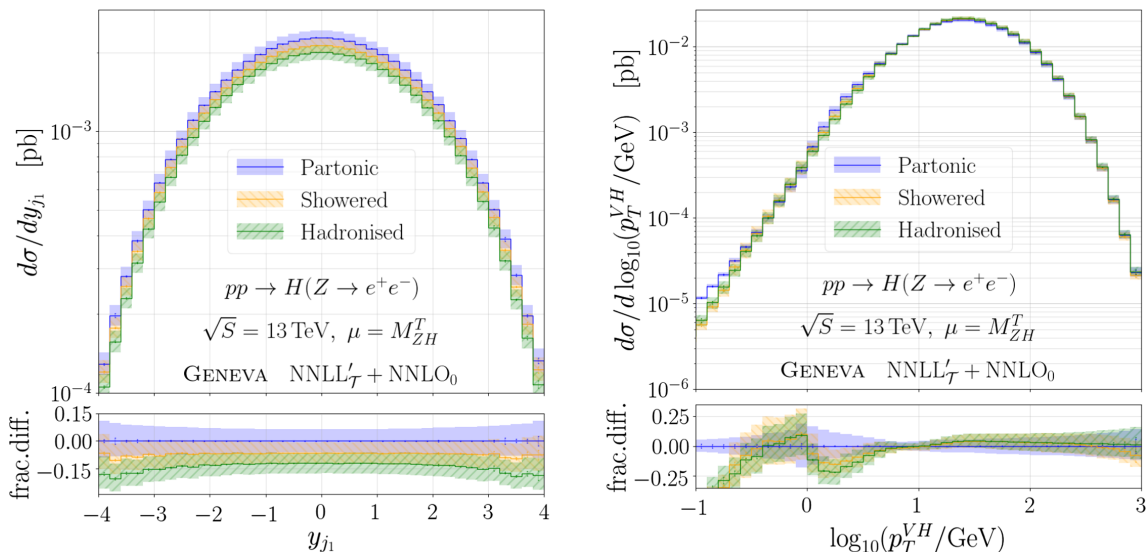 dσ/dy_{j_1} [pb]
10^{-3}
10^{-4}
Partonic
Showered
Hadronised
pp → H(Z → e^+e^-)
√S = 13 TeV, μ = M^T_{ZH}
GENEVA NNLL'_𝒯 + NNLO_0
frac.diff.
0.15
0.00
−0.15
−4 −3 −2 −1 0 1 2 3 4
y_{j_1}
dσ/d log_{10}(p_T^{VH}/GeV) [pb]
10^{-2}
10^{-3}
10^{-4}
10^{-5}
10^{-6}
Partonic
Showered
Hadronised
pp → H(Z → e^+e^-)
√S = 13 TeV, μ = M^T_{ZH}
GENEVA NNLL'_𝒯 + NNLO_0
frac.diff.
0.25
0.00
−0.25
−1 0 1 2 3
log_{10}(p_T^{VH}/GeV)